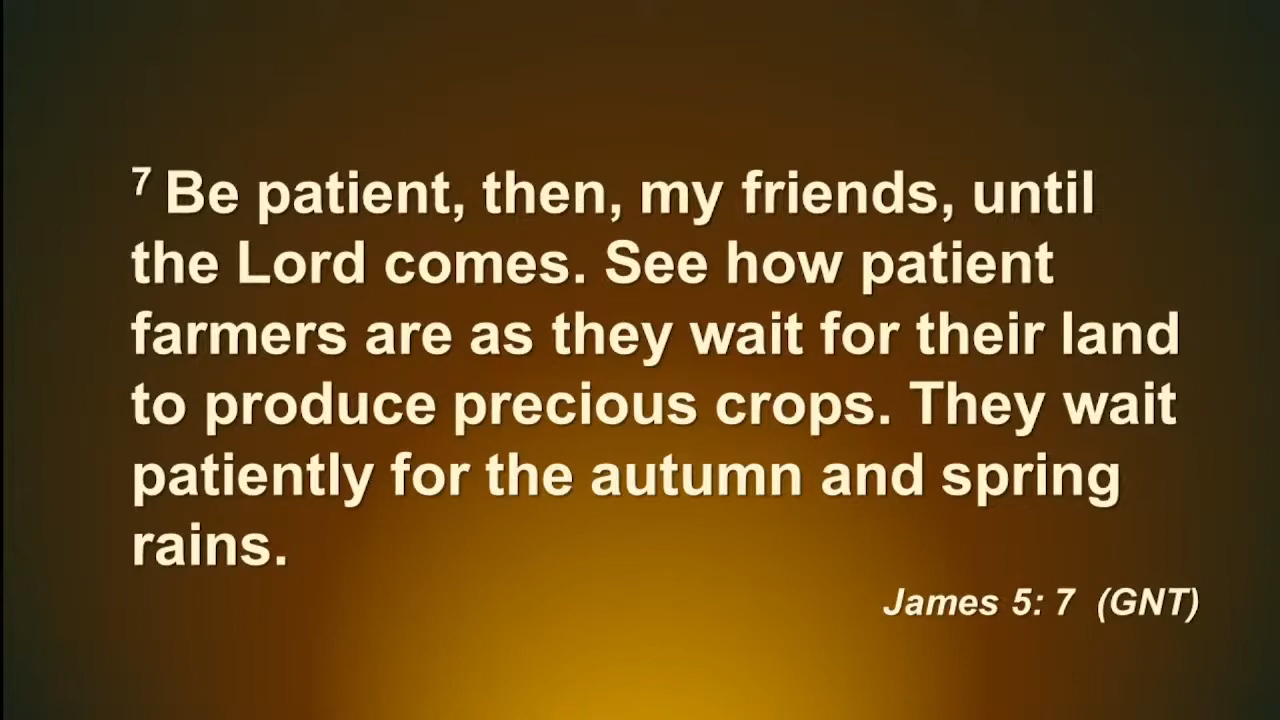 7 Be patient, then, my friends, until
the Lord comes. See how patient
farmers are as they wait for their land
to produce precious crops. They wait
patiently for the autumn and spring
rains.
James 5: 7 (GNT)